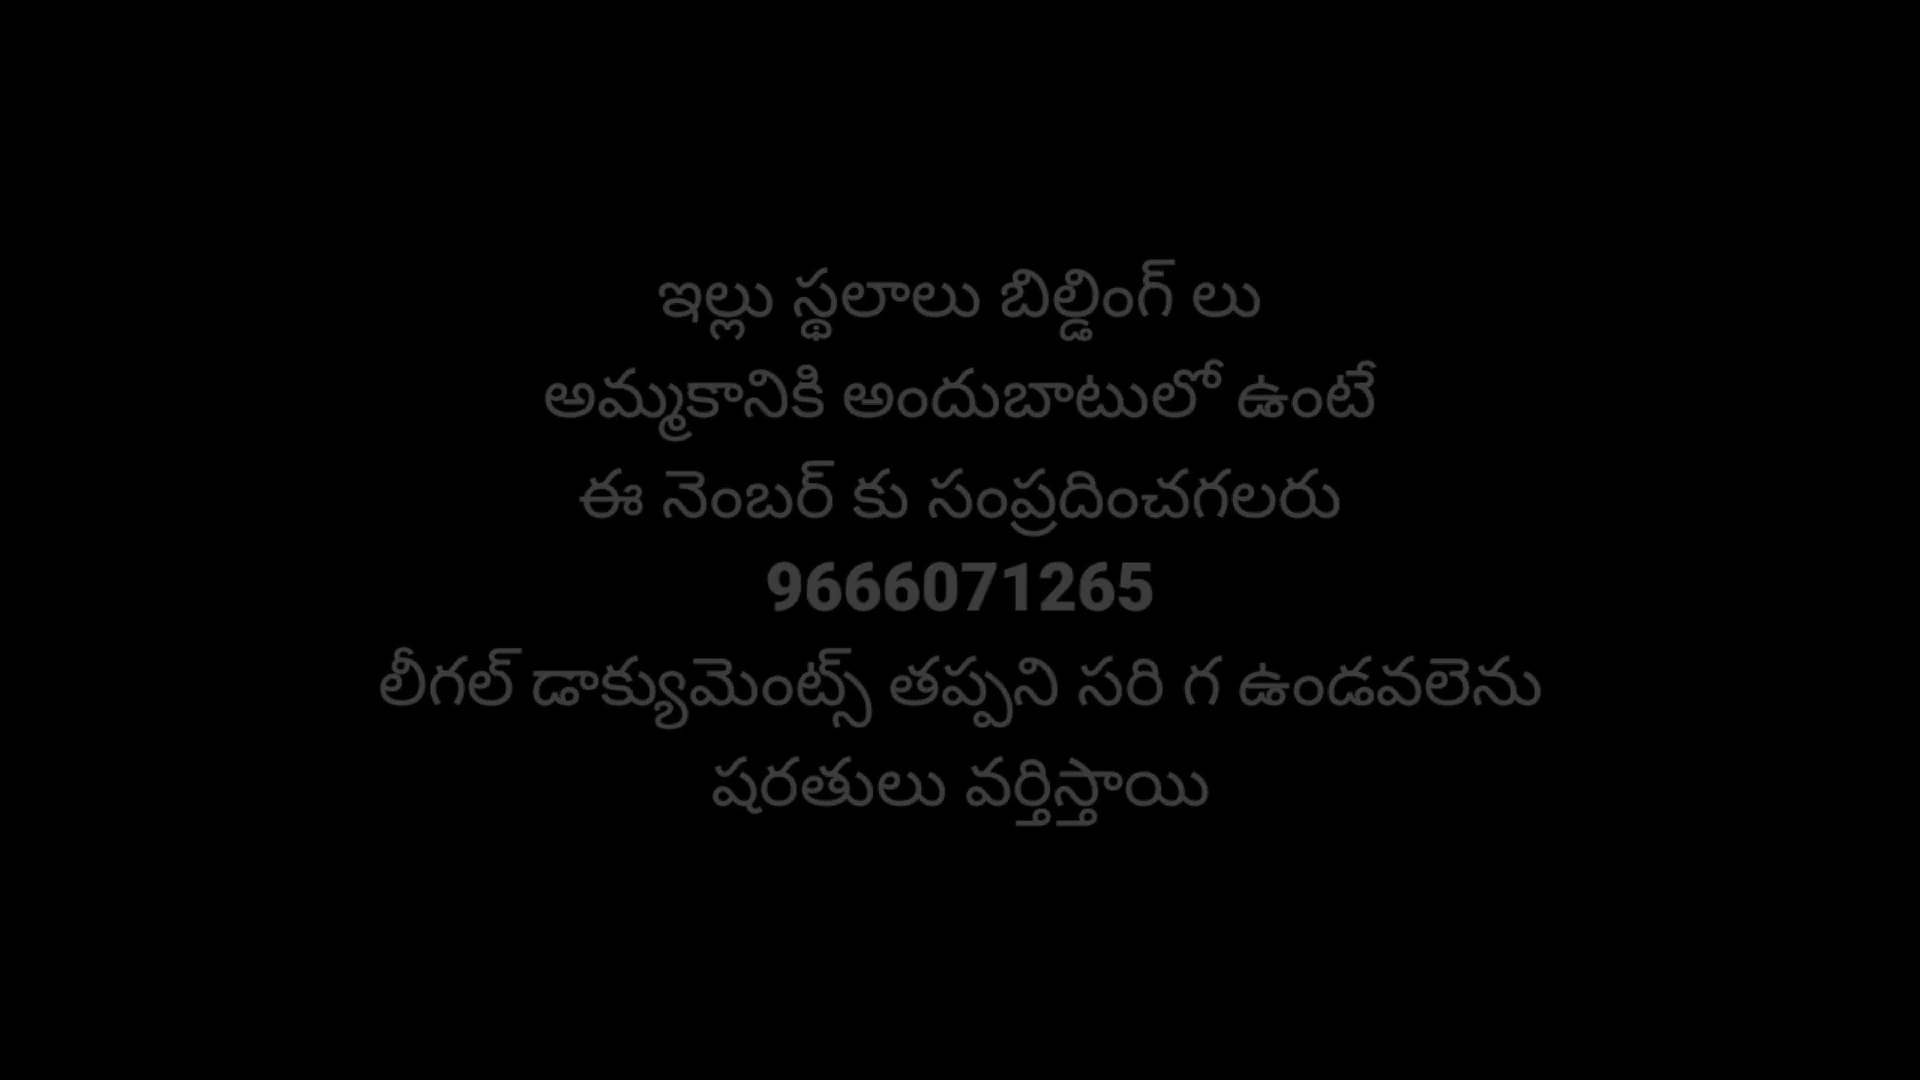 ఇల్లు స్థలాలు బిల్డింగ్ లు
అమ్మకానికి అందుబాటులో ఉంటే
ఈ నెంబర్ కు సంప్రదించగలరు
9666071265
లీగల్ డాక్యుమెంట్స్ తప్పని సరి గ ఉండవలెను
షరతులు వర్తిస్తాయి